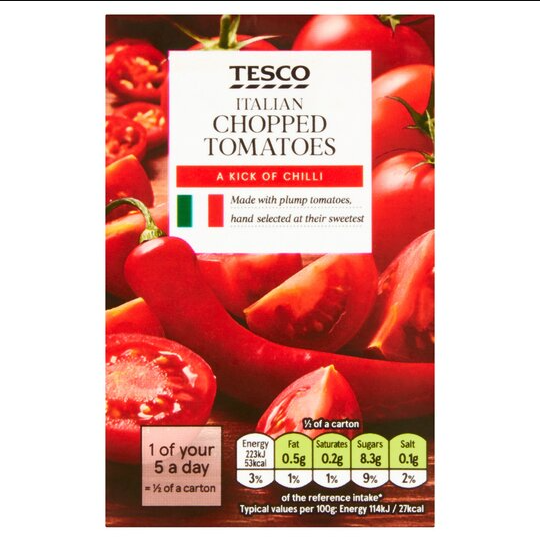 TESCO
ITALIAN
CHOPPED
TOMATOES
A KICK OF CHILLI
Made with plump tomatoes,
hand selected at their sweetest
1 of your
5 a day
= ½ of a carton
½ of a carton
Energy Fat Saturates Sugars Salt
223kJ
53kcal 0.5g 0.2g 8.3g 0.1g
3% 1% 1% 9% 2%
of the reference intake*
Typical values per 100g: Energy 114kJ / 27kcal